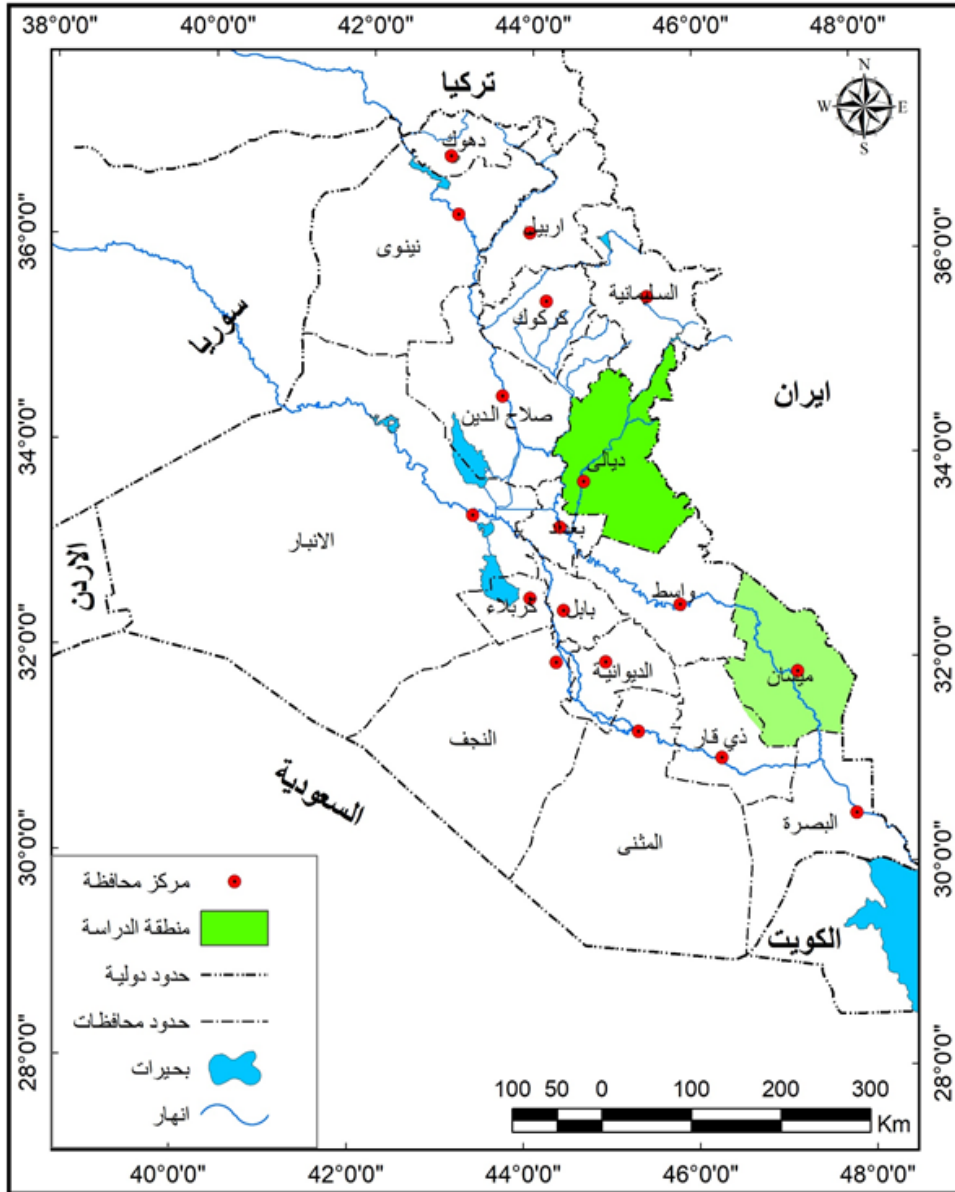 38°0'0" 40°0'0" 42°0'0" 44°0'0" 46°0'0" 48°0'0"
N
W E
S
تركيا
دهوك
36°0'0"
36°0'0"
نينوى
اربيل
السليمانية
كركوك
سوريا
ايران
صلاح الدين
34°0'0"
34°0'0"
ديالى
الانبار
بغداد
الاردن
واسط
كربلاء
بابل
32°0'0"
32°0'0"
ميسان
الديوانية
النجف
ذي قار
السعودية
البصرة
المثنى
30°0'0"
30°0'0"
الكويت
مركز محافظة
منطقة الدراسة
حدود دولية
حدود محافظات
بحيرات
انهار
28°0'0"
28°0'0"
100 50 0 100 200 300
Km
40°0'0" 42°0'0" 44°0'0" 46°0'0" 48°0'0"